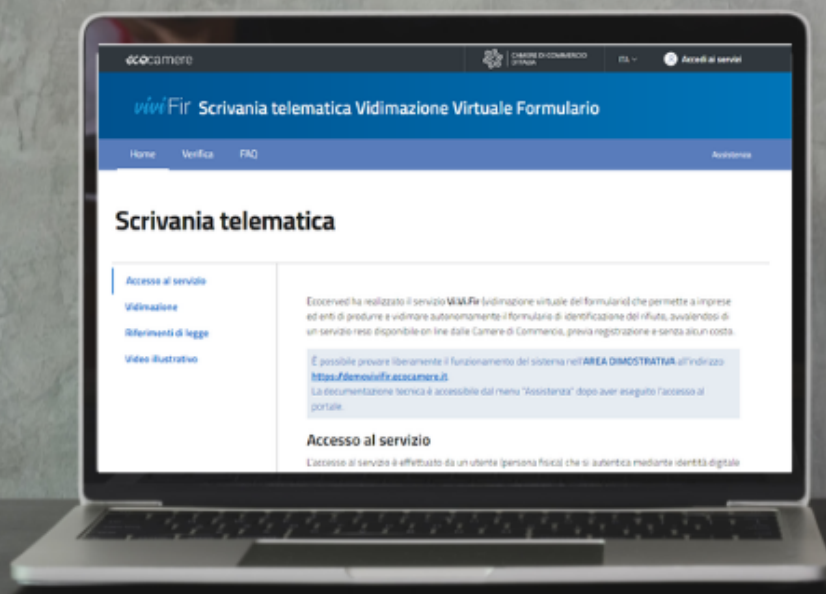 ecocamere
CAMERE DI COMMERCIO
D'ITALIA
ITA
Accedi ai servizi
viviFir Scrivania telematica Vidimazione Virtuale Formulario
Home Verifica FAQ
Assistenza
Scrivania telematica
Accesso al servizio
Vidimazione
Riferimenti di legge
Video illustrativo
Ecocerved ha realizzato il servizio ViVi.Fir (vidimazione virtuale del formulario) che permette a imprese
ed enti di produrre e vidimare autonomamente il formulario di identificazione del rifiuto, avvalendosi di
un servizio reso disponibile on line dalle Camere di Commercio, previa registrazione e senza alcun costo.
È possibile provare liberamente il funzionamento del sistema nell'AREA DIMOSTRATIVA all'indirizzo
https://demovivifir.ecocamere.it.
La documentazione tecnica è accessibile dal menu "Assistenza" dopo aver eseguito l'accesso al
portale.
Accesso al servizio
L'accesso al servizio è effettuato da un utente (persona fisica) che si autentica mediante identità digitale